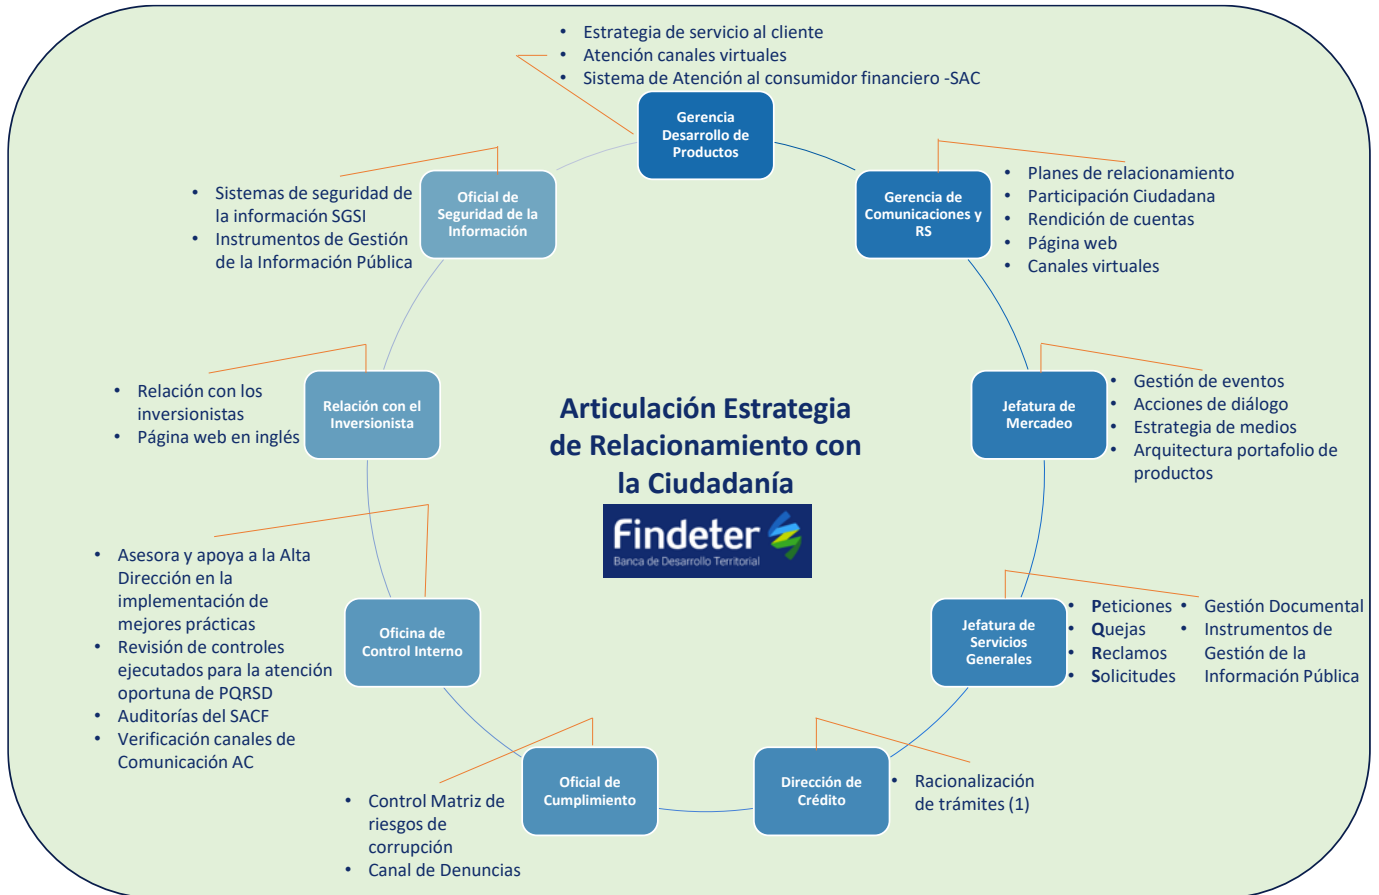 • Estrategia de servicio al cliente
• Atención canales virtuales
• Sistema de Atención al consumidor financiero -SAC
Gerencia
Desarrollo de
Productos
Gerencia de
Comunicaciones y
RS
• Planes de relacionamiento
• Participación Ciudadana
• Rendición de cuentas
• Página web
• Canales virtuales
Jefatura de
Mercadeo
• Gestión de eventos
• Acciones de diálogo
• Estrategia de medios
• Arquitectura portafolio de
productos
Jefatura de
Servicios
Generales
• Peticiones
• Quejas
• Reclamos
• Solicitudes
• Gestión Documental
• Instrumentos de
Gestión de la
Información Pública
Dirección de
Crédito
• Racionalización
de trámites (1)
Oficial de
Cumplimiento
• Control Matriz de
riesgos de
corrupción
• Canal de Denuncias
Oficina de
Control Interno
• Asesora y apoya a la Alta
Dirección en la
implementación de
mejores prácticas
• Revisión de controles
ejecutados para la atención
oportuna de PQRSD
• Auditorías del SACF
• Verificación canales de
Comunicación AC
Relación con el
Inversionista
• Relación con los
inversionistas
• Página web en inglés
Oficial de
Seguridad de la
Información
• Sistemas de seguridad de
la información SGSI
• Instrumentos de Gestión
de la Información Pública
Articulación Estrategia
de Relacionamiento con
la Ciudadanía
Findeter
Banca de Desarrollo Territorial